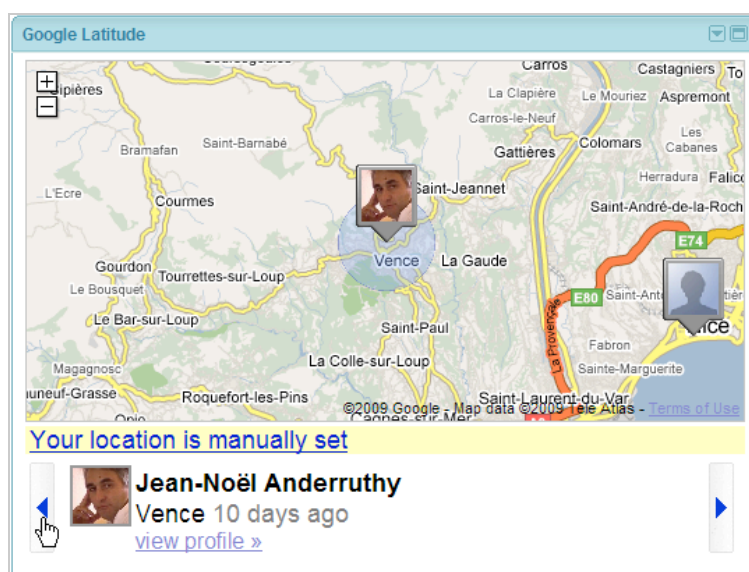 Google Latitude
Carros
Castagniers
To
La Clapière
Le Mouriez
Aspremont
Carros-le-Neuf
Bramafan
Saint-Barnabé
Gattières
Colomars
Les
Cabanes
L'Ecre
Courmes
Saint-Jeannet
Herradura
Falico
Saint-André-de-la-Roch
E74
Gourdon
Tourrettes-sur-Loup
Vence
La Gaude
Le Bousquet
E80
Le Bar-sur-Loup
Saint-Paul
La Provençale
Fabron
La Colle-sur-Loup
Sainte-Marguerite
Magagnosc
Roquefort-les-Pins
Saint-Laurent-du-Var
©2009 Google - Map data ©2009 Tele Atlas - Terms of Use
Your location is manually set
Jean-Noël Anderruthy
Vence 10 days ago
view profile »